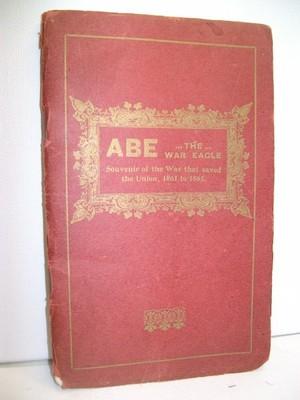 ABE ... THE ...
WAR EAGLE
Souvenir of the War that saved
the Union, 1861 to 1865.